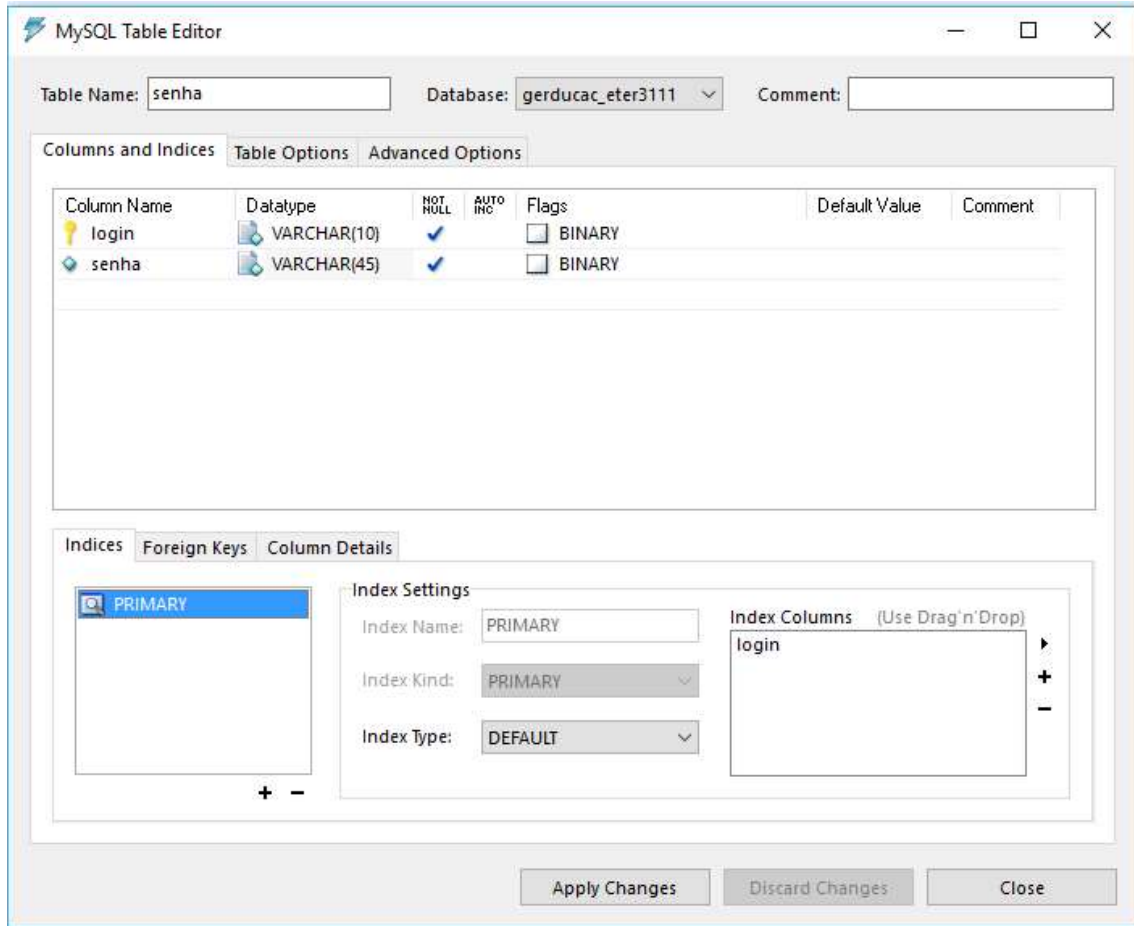 MySQL Table Editor
Table Name: senha Database: gerducac_eter3111 Comment:
Columns and Indices Table Options Advanced Options
Column Name Datatype NOT NULL AUTO INC Flags Default Value Comment
login VARCHAR(10) BINARY
senha VARCHAR(45) BINARY
Indices Foreign Keys Column Details
PRIMARY
Index Settings
Index Name: PRIMARY
Index Kind: PRIMARY
Index Type: DEFAULT
Index Columns (Use Drag'n'Drop)
login
Apply Changes Discard Changes Close